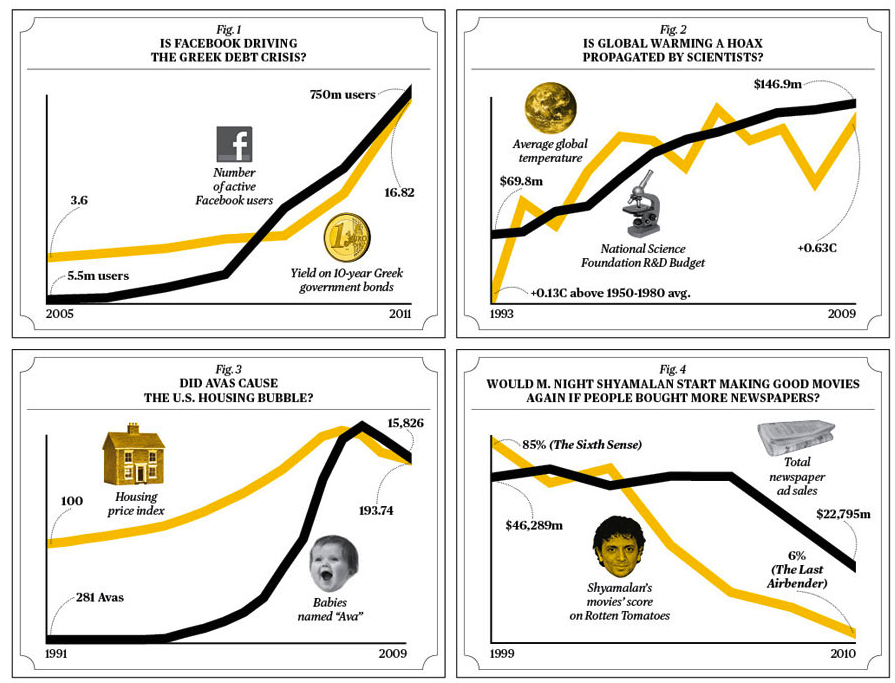 Fig. 1
IS FACEBOOK DRIVING
THE GREEK DEBT CRISIS?
750m users
f
Number
of active
Facebook users
3.6
16.82
1
EURO
Yield on 10-year Greek
government bonds
5.5m users
2005
2011
Fig. 2
IS GLOBAL WARMING A HOAX
PROPAGATED BY SCIENTISTS?
$146.9m
Average global
temperature
$69.8m
National Science
Foundation R&D Budget
+0.63C
+0.13C above 1950-1980 avg.
1993
2009
Fig. 3
DID AVAS CAUSE
THE U.S. HOUSING BUBBLE?
15,826
Housing
price index
100
193.74
281 Avas
Babies
named "Ava"
1991
2009
Fig. 4
WOULD M. NIGHT SHYAMALAN START MAKING GOOD MOVIES
AGAIN IF PEOPLE BOUGHT MORE NEWSPAPERS?
85% (The Sixth Sense)
Total
newspaper
ad sales
$46,289m
$22,795m
6%
(The Last
Airbender)
Shyamalan's
movies' score
on Rotten Tomatoes
1999
2010